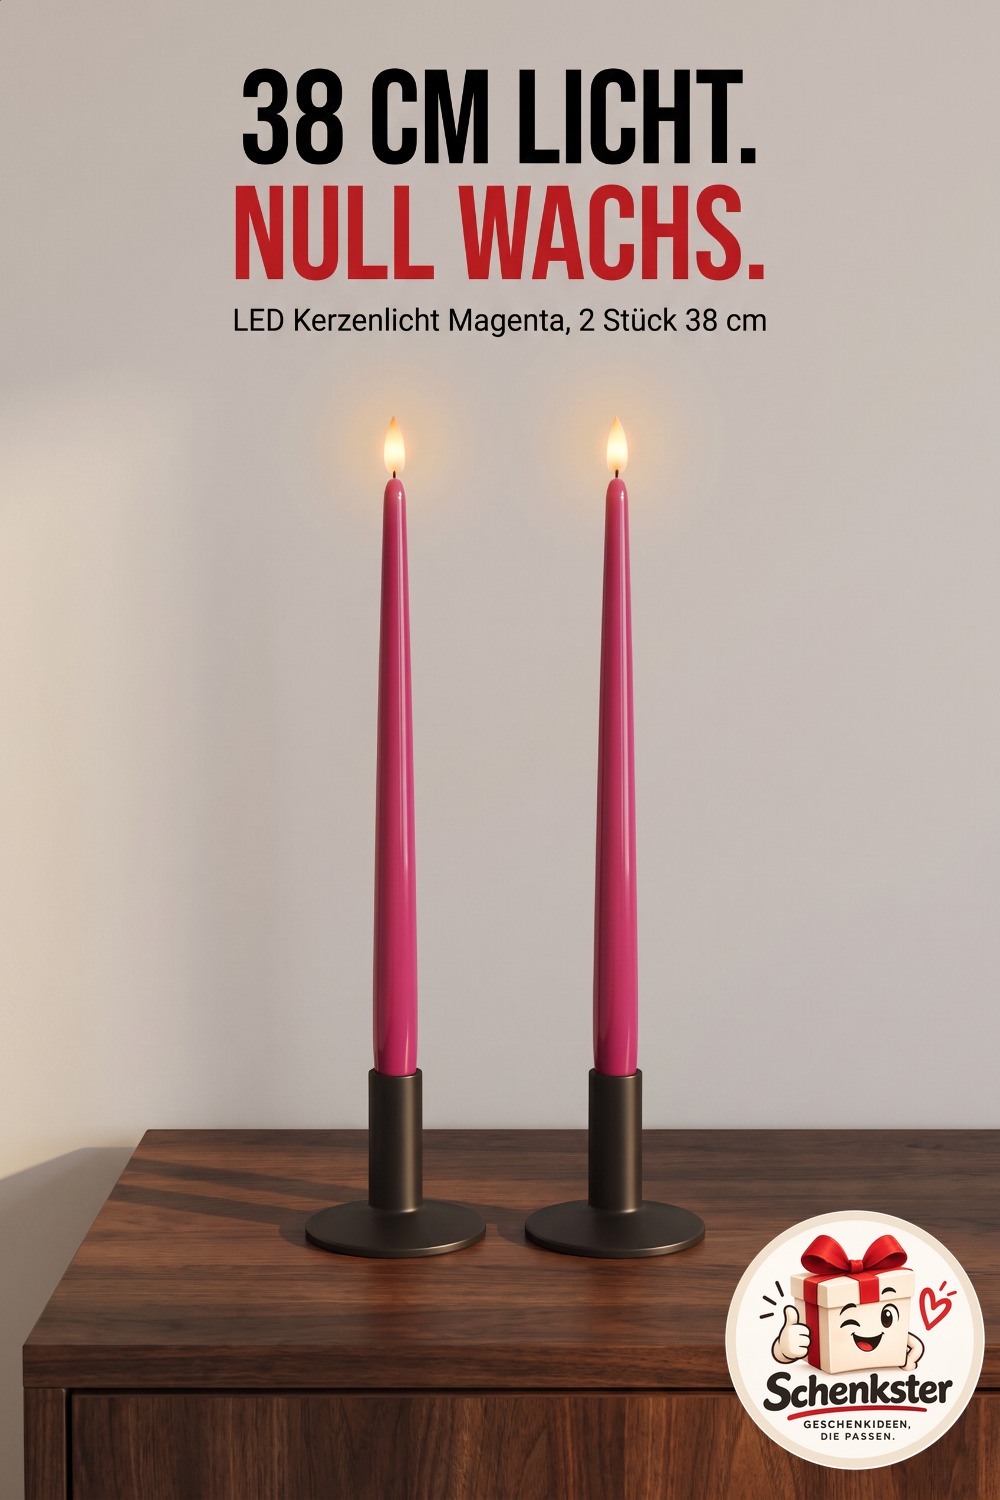 38 CM LICHT.
NULL WACHS.
LED Kerzenlicht Magenta, 2 Stück 38 cm
Schenkster
GESCHENKIDEEN,
DIE PASSEN.